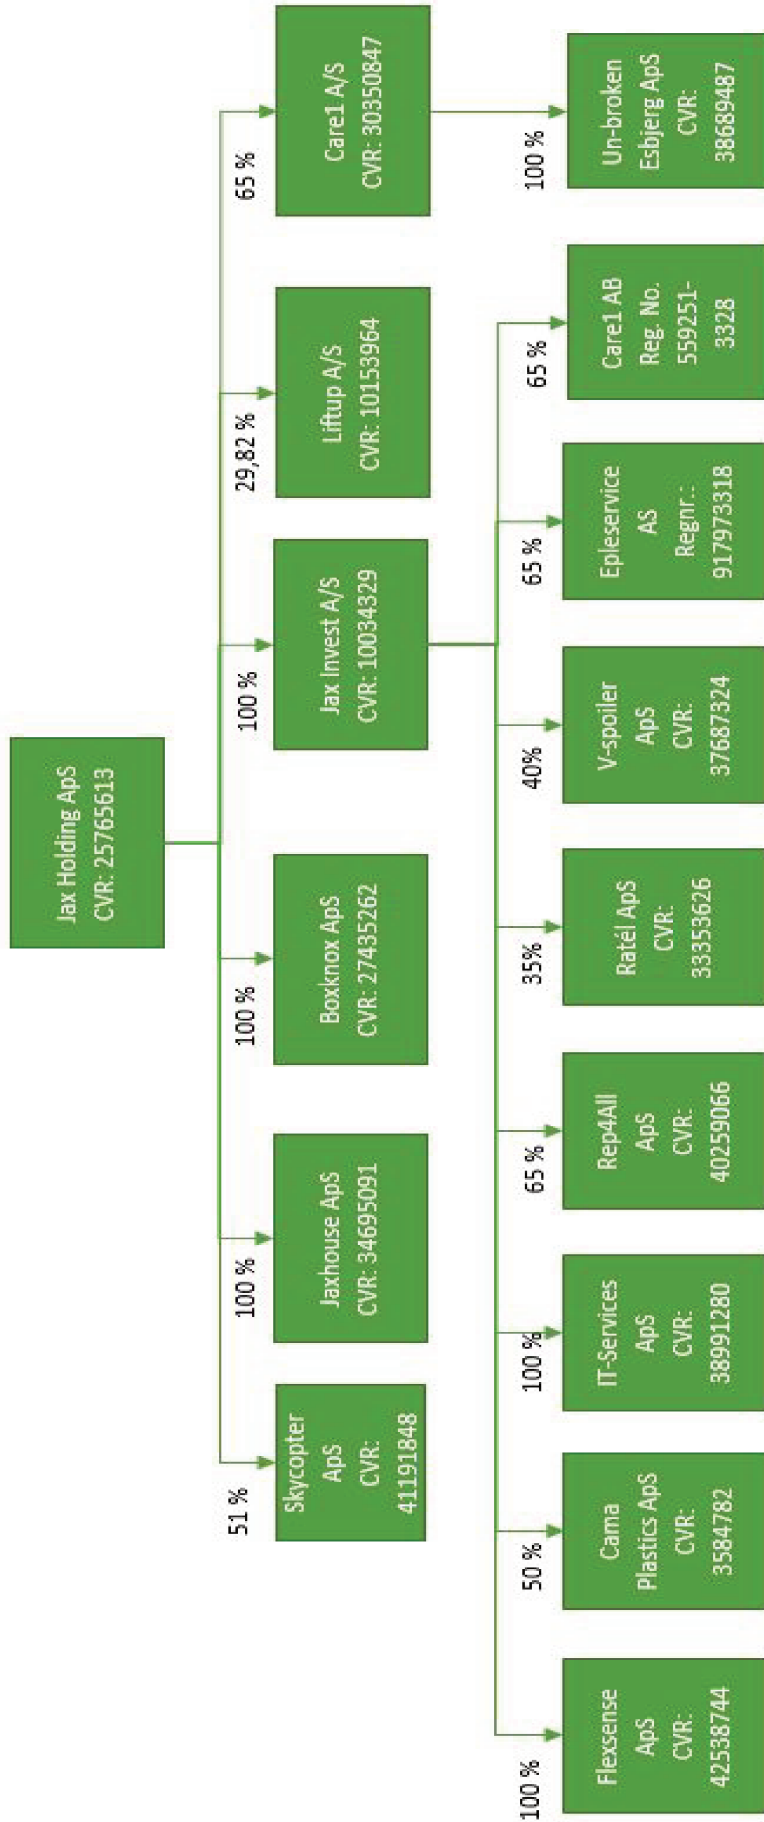 Jax Holding ApS
CVR: 25765613
51 %
100 %
100 %
100 %
29,82 %
65 %
Skycopter
ApS
CVR:
41191848
Jaxhouse ApS
CVR: 34695091
Boxknox ApS
CVR: 27435262
Jax Invest A/S
CVR: 10034329
Liftup A/S
CVR: 10153964
Care1 A/S
CVR: 30350847
100 %
50 %
100 %
65 %
35%
40%
65 %
65 %
100 %
Flexsense
ApS
CVR:
42538744
Cama
Plastics ApS
CVR:
3584782
IT-Services
ApS
CVR:
38991280
Rep4All
ApS
CVR:
40259066
Ratél ApS
CVR:
33353626
V-spoiler
ApS
CVR:
37687324
Epleservice
AS
Regnr.:
917973318
Care1 AB
Reg. No.
559251-
3328
Un-broken
Esbjerg ApS
CVR:
38689487